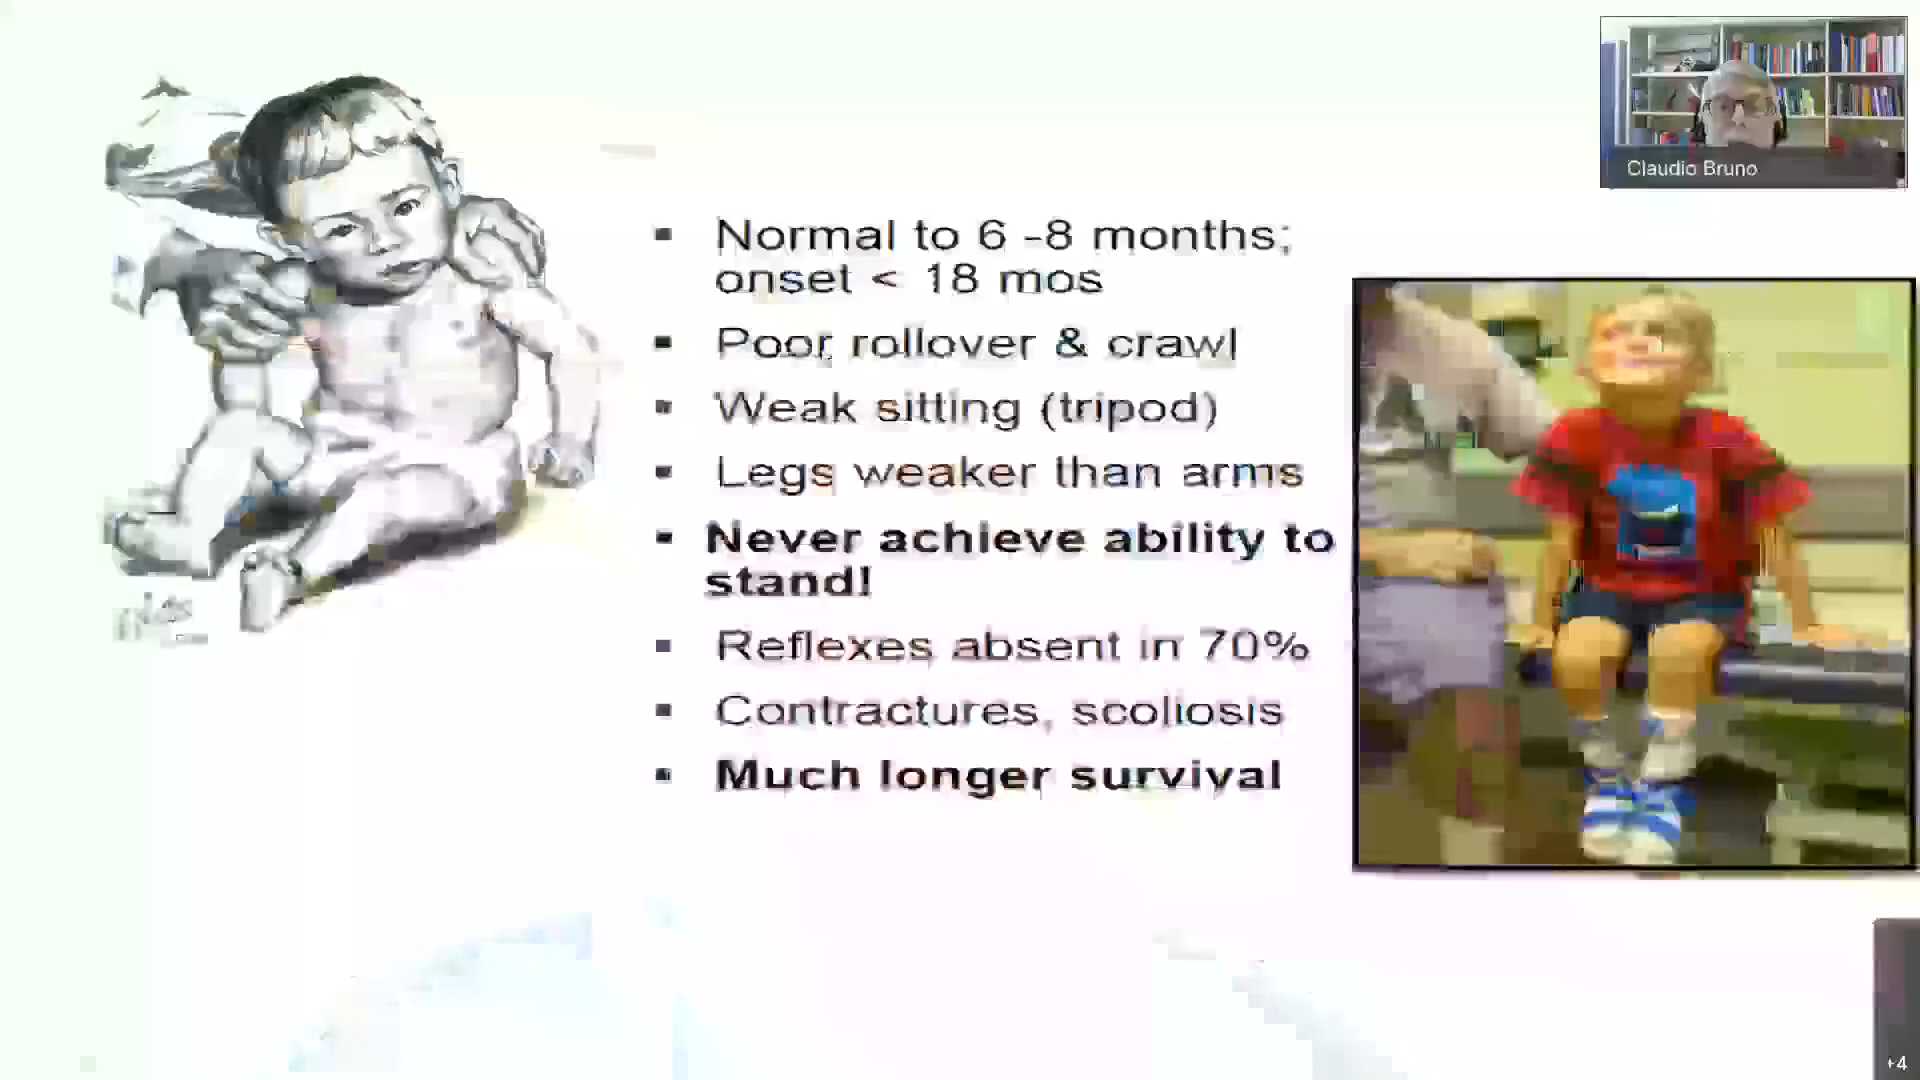 Claudio Bruno
Normal to 6 -8 months;
onset < 18 mos
Poor rollover & crawl
Weak sitting (tripod)
Legs weaker than arms
Never achieve ability to
stand!
Reflexes absent in 70%
Contractures, scoliosis
Much longer survival
+4